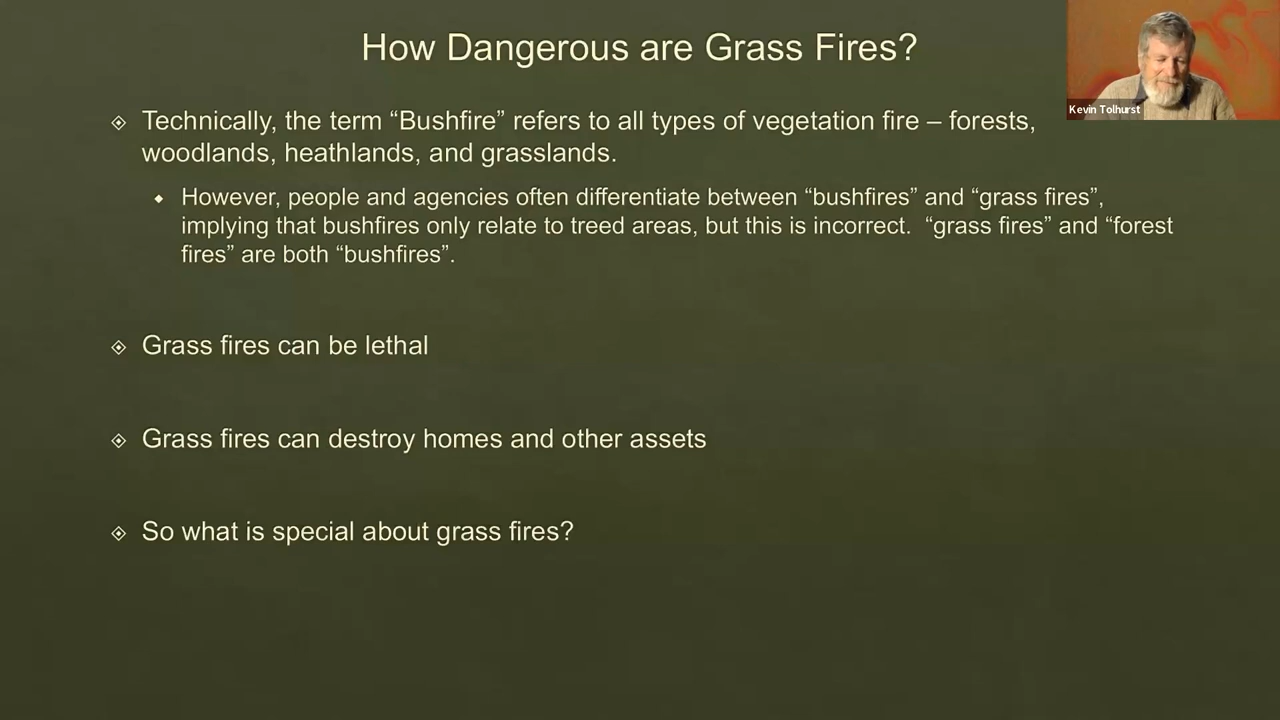 How Dangerous are Grass Fires?
Kevin Tolhurst
Technically, the term “Bushfire” refers to all types of vegetation fire – forests,
woodlands, heathlands, and grasslands.
However, people and agencies often differentiate between “bushfires” and “grass fires”,
implying that bushfires only relate to treed areas, but this is incorrect.  “grass fires” and “forest
fires” are both “bushfires”.
Grass fires can be lethal
Grass fires can destroy homes and other assets
So what is special about grass fires?